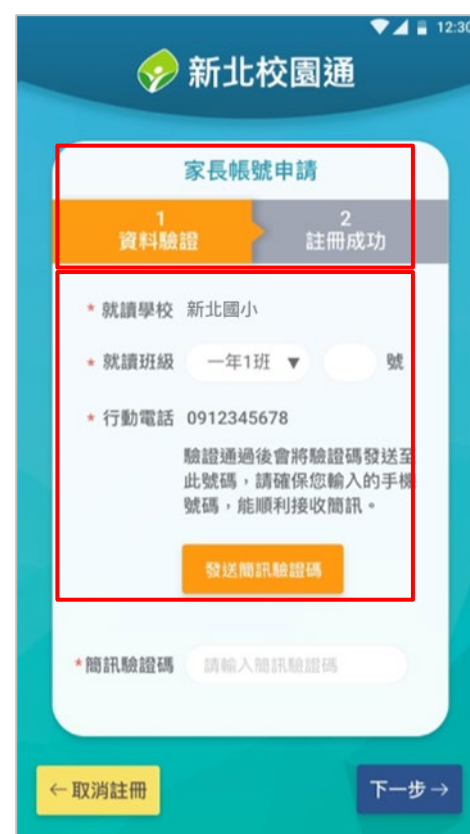 12:30
新北校園通
家長帳號申請
1
資料驗證
2
註冊成功
* 就讀學校 新北國小
* 就讀班級 一年1班 ▼ 號
* 行動電話 0912345678
驗證通過後會將驗證碼發送至
此號碼，請確保您輸入的手機
號碼，能順利接收簡訊。
發送簡訊驗證碼
*簡訊驗證碼 請輸入簡訊驗證碼
←取消註冊
下一步→